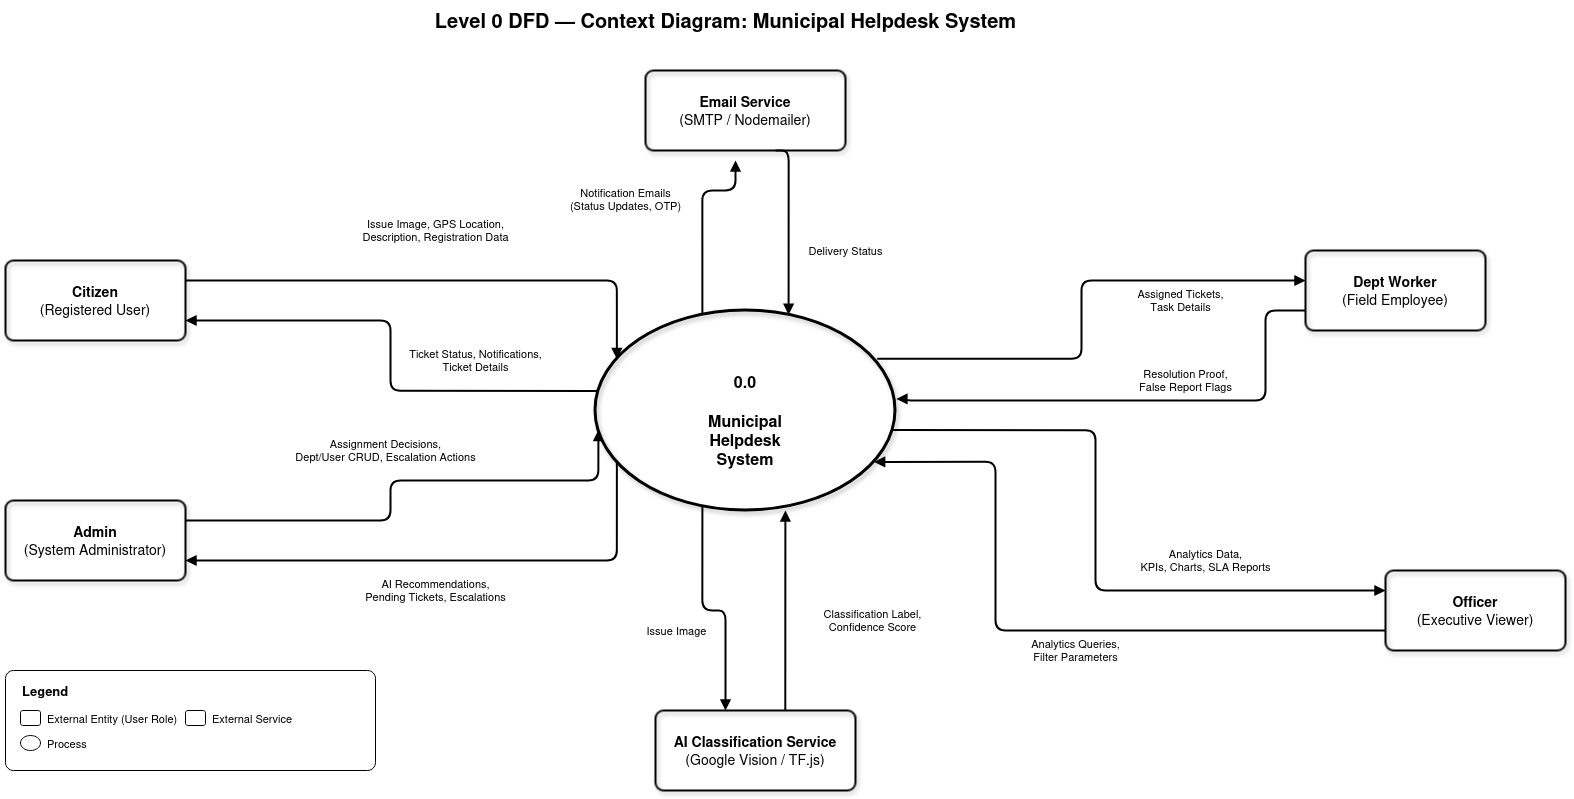 Level 0 DFD — Context Diagram: Municipal Helpdesk System
Email Service
(SMTP / Nodemailer)
Notification Emails
(Status Updates, OTP)
Delivery Status
Issue Image, GPS Location,
Description, Registration Data
Citizen
(Registered User)
Ticket Status, Notifications,
Ticket Details
Dept Worker
(Field Employee)
Assigned Tickets,
Task Details
Resolution Proof,
False Report Flags
0.0
Municipal
Helpdesk
System
Assignment Decisions,
Dept/User CRUD, Escalation Actions
Admin
(System Administrator)
AI Recommendations,
Pending Tickets, Escalations
Analytics Data,
KPIs, Charts, SLA Reports
Officer
(Executive Viewer)
Analytics Queries,
Filter Parameters
Issue Image
Classification Label,
Confidence Score
AI Classification Service
(Google Vision / TF.js)
Legend
External Entity (User Role)
External Service
Process